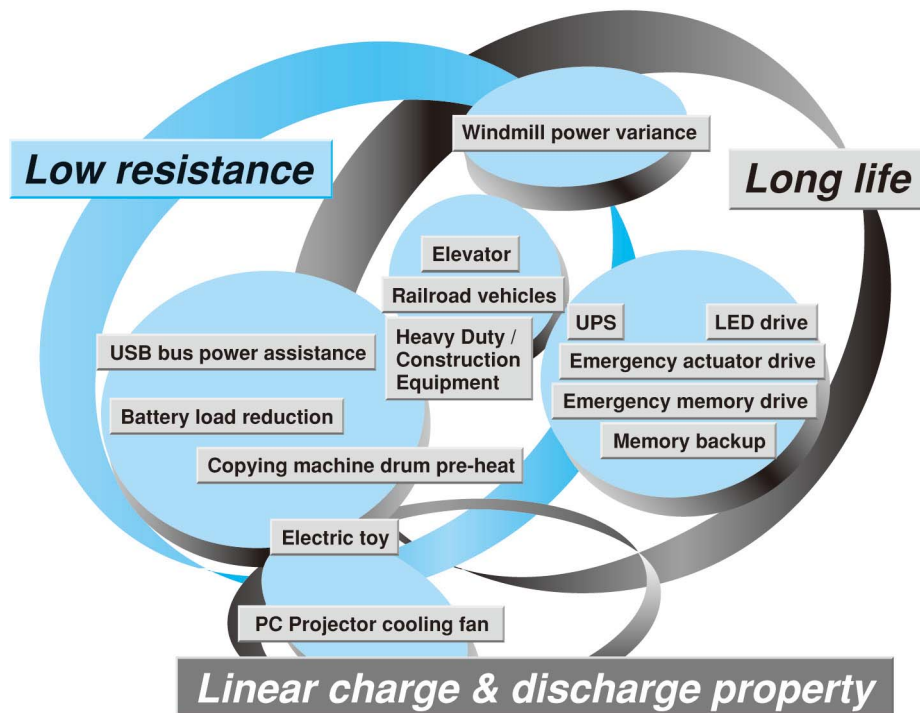 Windmill power variance
Low resistance
Long life
Elevator
Railroad vehicles
Heavy Duty /
Construction
Equipment
UPS
LED drive
Emergency actuator drive
Emergency memory drive
Memory backup
USB bus power assistance
Battery load reduction
Copying machine drum pre-heat
Electric toy
PC Projector cooling fan
Linear charge & discharge property